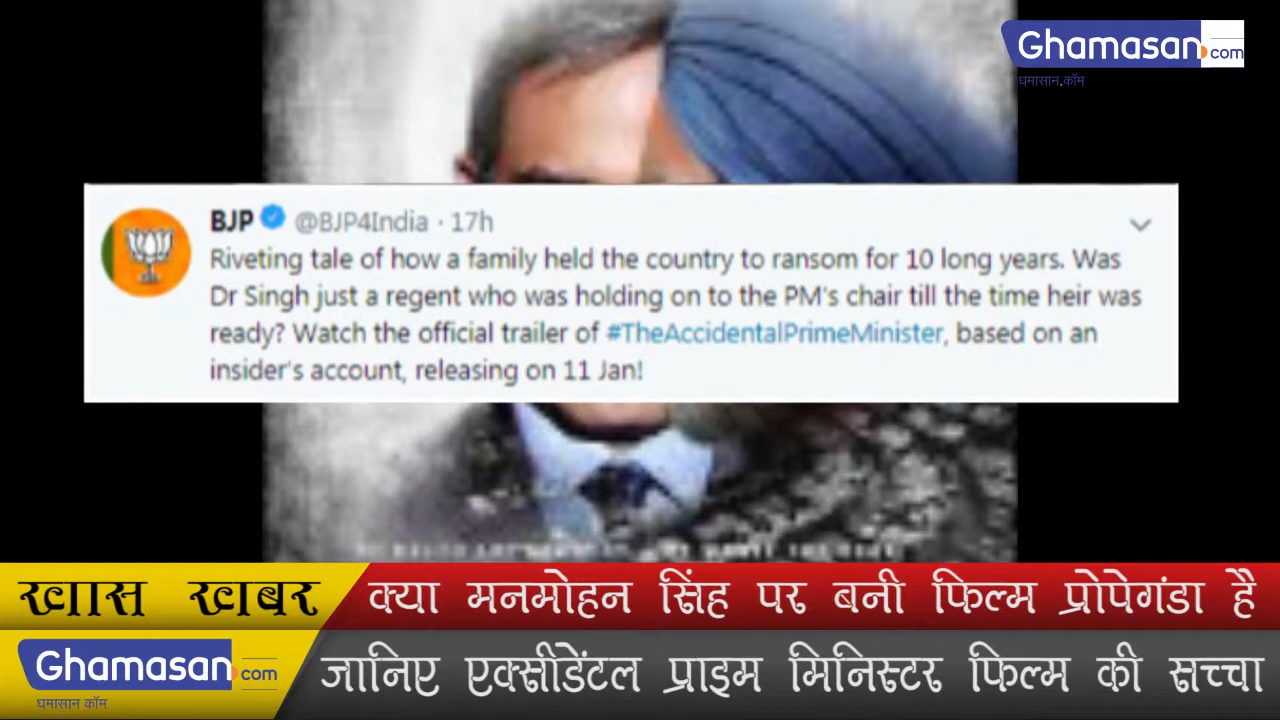 Ghamasan.com
घमासान.कॉम
BJP @BJP4India · 17h
Riveting tale of how a family held the country to ransom for 10 long years. Was
Dr Singh just a regent who was holding on to the PM's chair till the time heir was
ready? Watch the official trailer of #TheAccidentalPrimeMinister, based on an
insider's account, releasing on 11 Jan!
खास खबर
क्या मनमोहन सिंह पर बनी फिल्म प्रोपेगंडा है
जानिए एक्सीडेंटल प्राइम मिनिस्टर फिल्म की सच्चा
Ghamasan.com
घमासान कॉम